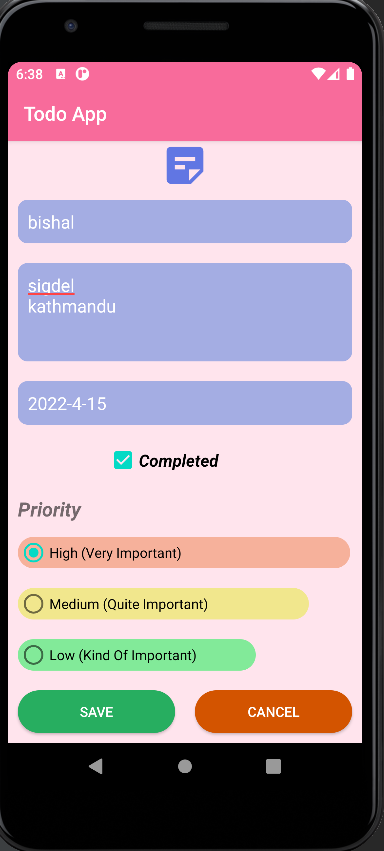 6:38
Todo App
bishal
sigdel
kathmandu
2022-4-15
Completed
Priority
High (Very Important)
Medium (Quite Important)
Low (Kind Of Important)
SAVE
CANCEL